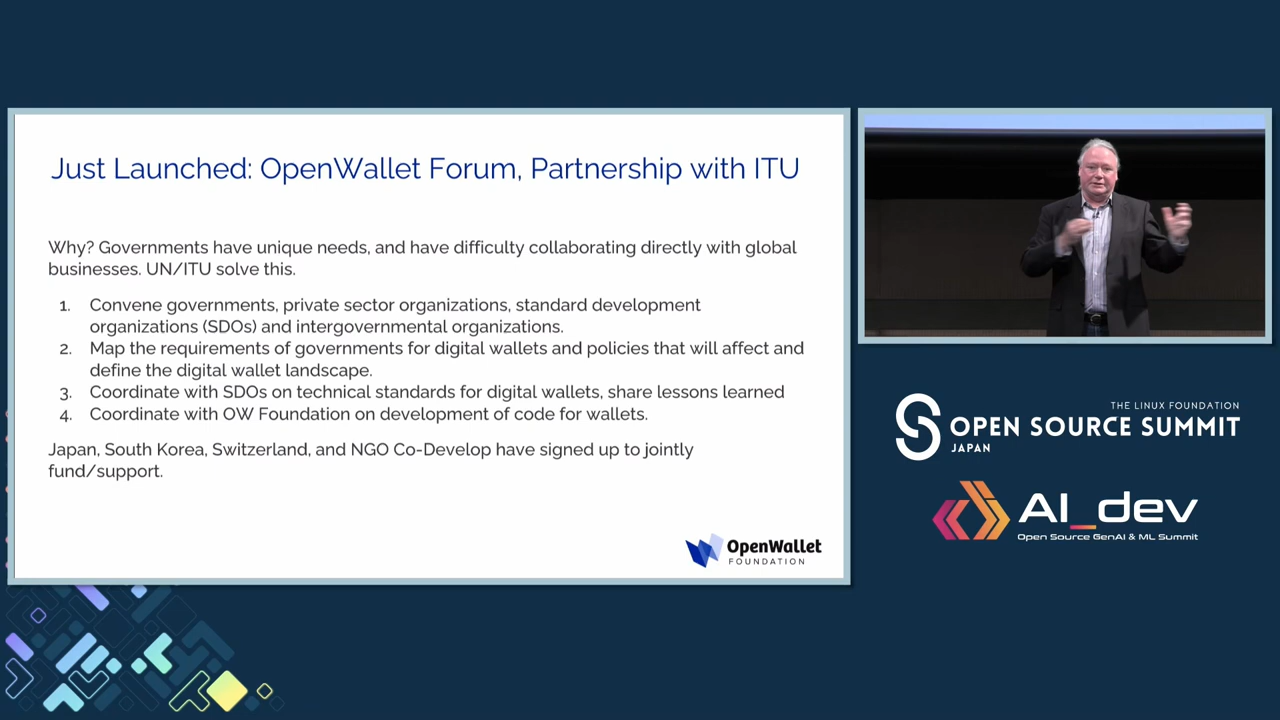 Just Launched: OpenWallet Forum, Partnership with ITU
Why? Governments have unique needs, and have difficulty collaborating directly with global
businesses. UN/ITU solve this.
1. Convene governments, private sector organizations, standard development
organizations (SDOs) and intergovernmental organizations.
2. Map the requirements of governments for digital wallets and policies that will affect and
define the digital wallet landscape.
3. Coordinate with SDOs on technical standards for digital wallets, share lessons learned
4. Coordinate with OW Foundation on development of code for wallets.
Japan, South Korea, Switzerland, and NGO Co-Develop have signed up to jointly
fund/support.
OpenWallet
FOUNDATION
THE LINUX FOUNDATION
OPEN SOURCE SUMMIT
JAPAN
AI_dev
Open Source GenAI & ML Summit